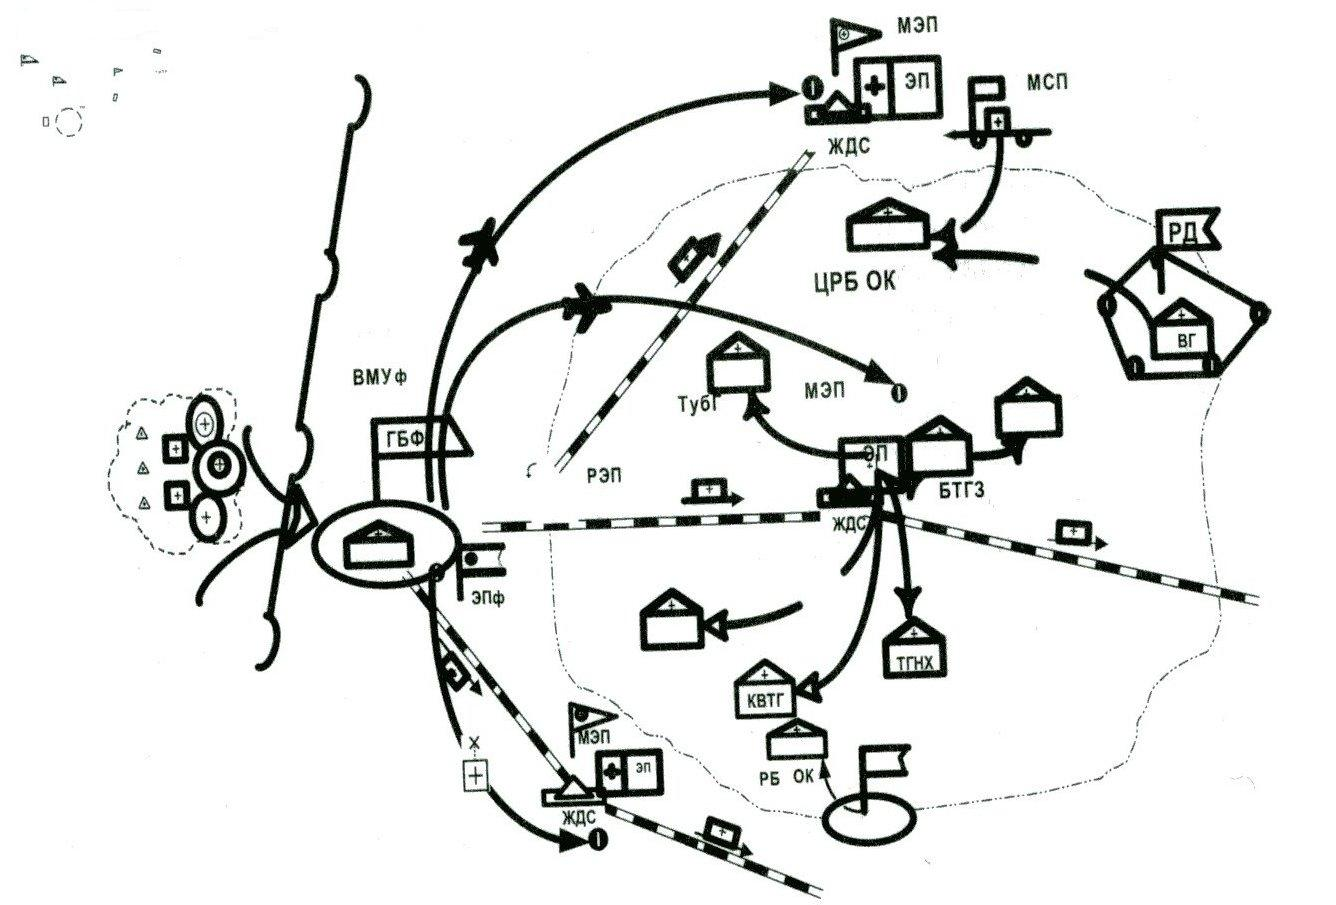 МЭП
ЭП
МСП
ЖДС
РД
ЦРБ ОК
ВГ
ВМУф
ТубГ
МЭП
ГБФ
ЭП
РЭП
БТГЗ
ЖДС
ЭПф
ТГНХ
КВТГ
МЭП
ЭП
РБ ОК
ЖДС